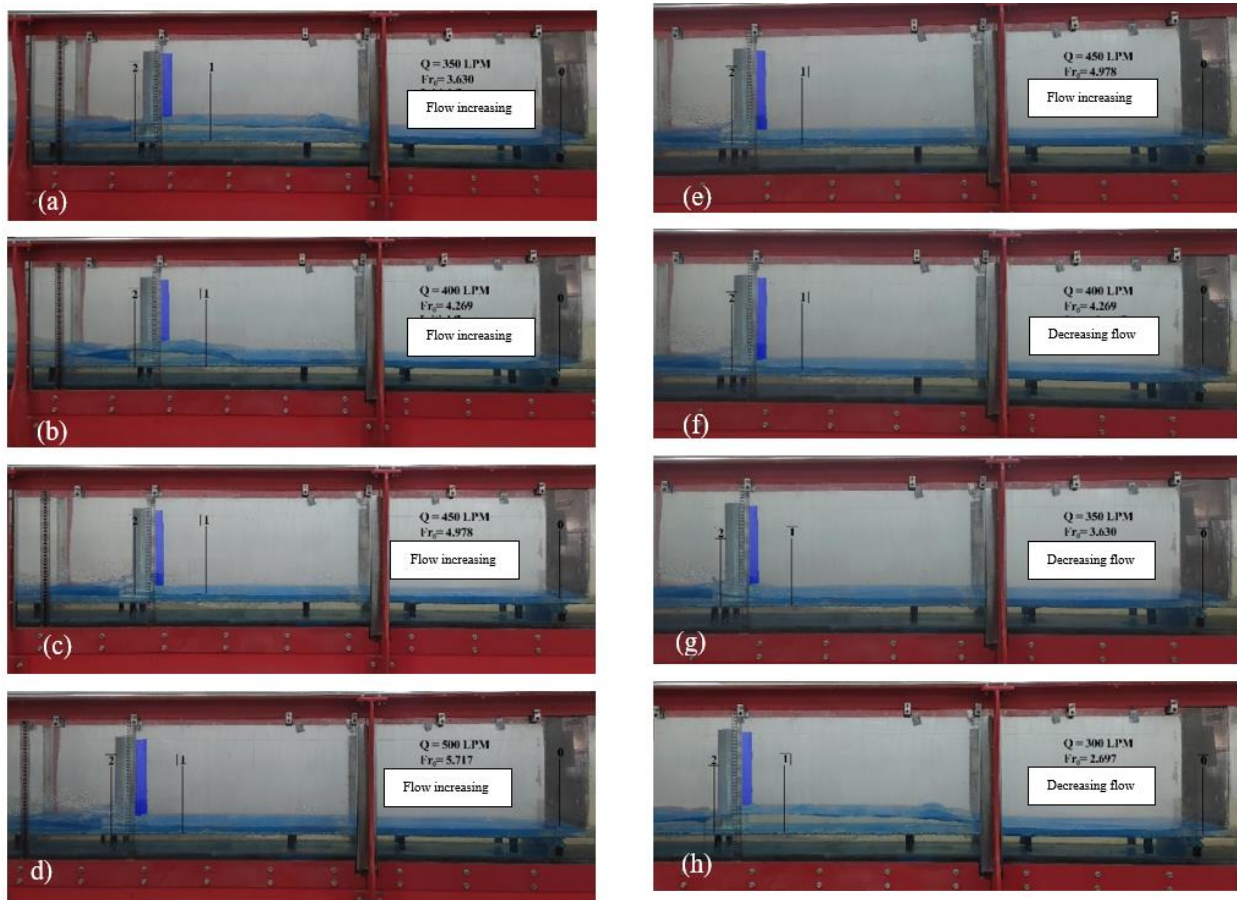 Q = 350 LPM
Fr₀= 3.630
Flow increasing
2
1
0
(a)
Q = 400 LPM
Fr₀= 4.269
Flow increasing
2
1
0
(b)
Q = 450 LPM
Fr₀= 4.978
Flow increasing
2
1
0
(c)
Q = 500 LPM
Fr₀= 5.717
Flow increasing
2
1
0
d)
Q = 450 LPM
Fr₀= 4.978
Flow increasing
2
1
0
(e)
Q = 400 LPM
Fr₀= 4.269
Decreasing flow
2
1
0
(f)
Q = 350 LPM
Fr₀= 3.630
Decreasing flow
2
1
0
(g)
Q = 300 LPM
Fr₀= 2.697
Decreasing flow
2
1
0
(h)